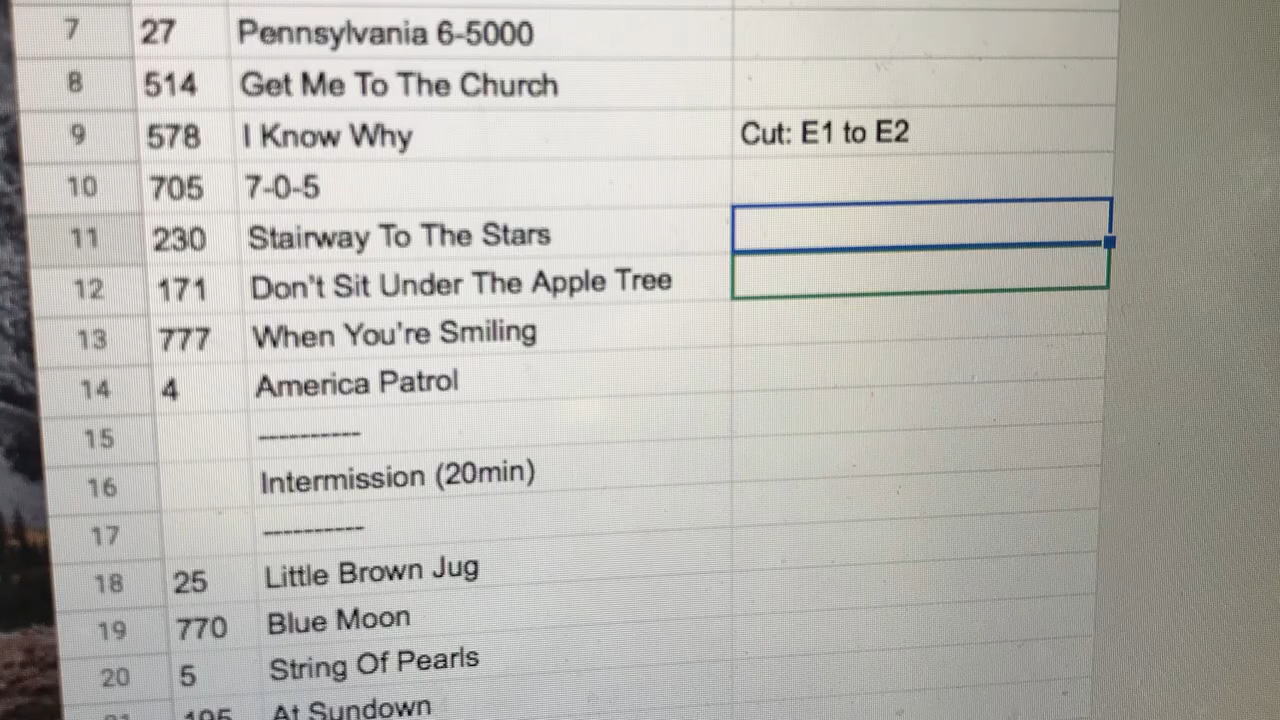 7 27 Pennsylvania 6-5000
8 514 Get Me To The Church
9 578 I Know Why Cut: E1 to E2
10 705 7-0-5
11 230 Stairway To The Stars
12 171 Don't Sit Under The Apple Tree
13 777 When You're Smiling
14 4 America Patrol
15 ----------
16 Intermission (20min)
17 ----------
18 25 Little Brown Jug
19 770 Blue Moon
20 5 String Of Pearls
At Sundown